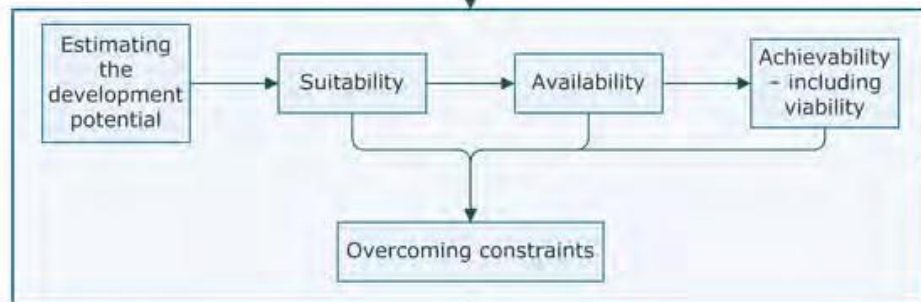 Estimating
the
development
potential
Suitability
Availability
Achievability
– including
viability
Overcoming constraints